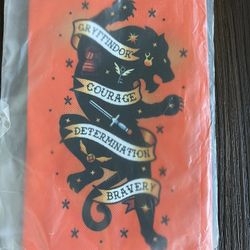 GRYFFINDOR
COURAGE
DETERMINATION
BRAVERY